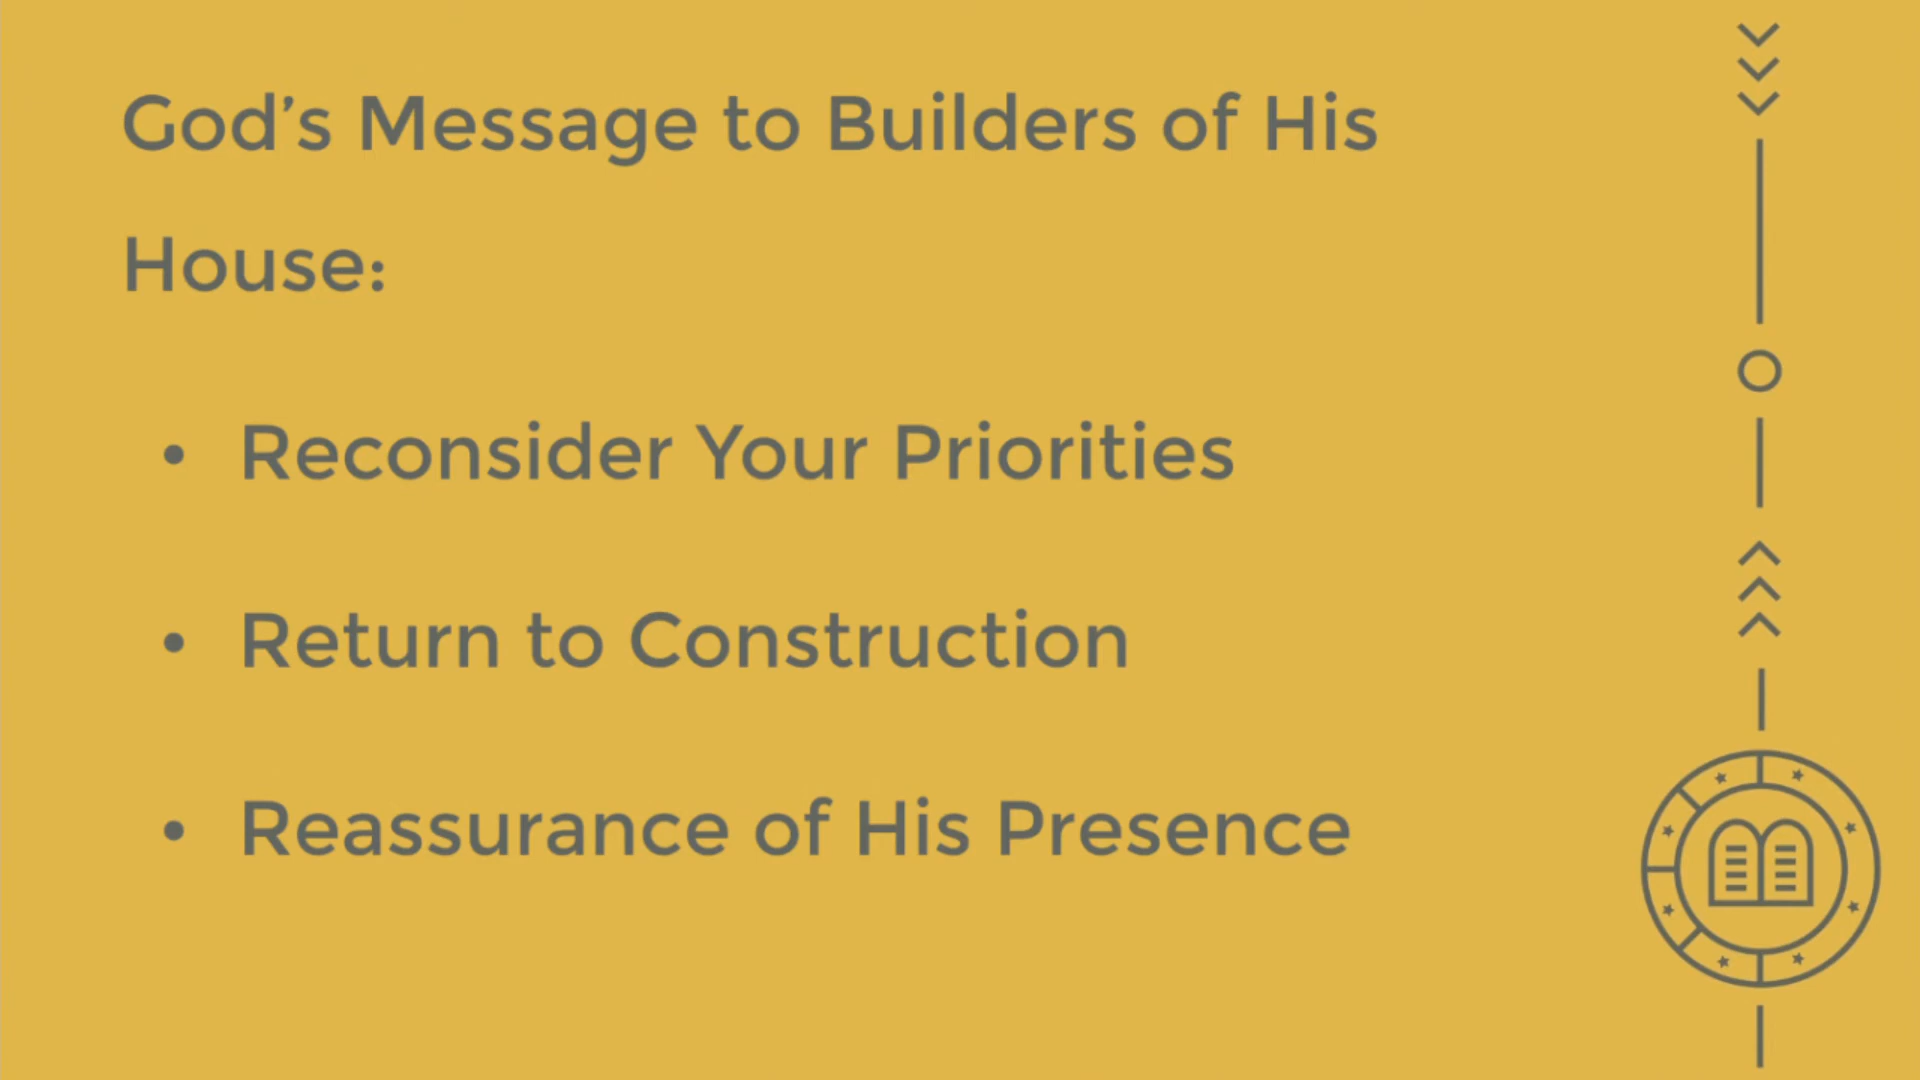 God’s Message to Builders of His
House:
• Reconsider Your Priorities
• Return to Construction
• Reassurance of His Presence